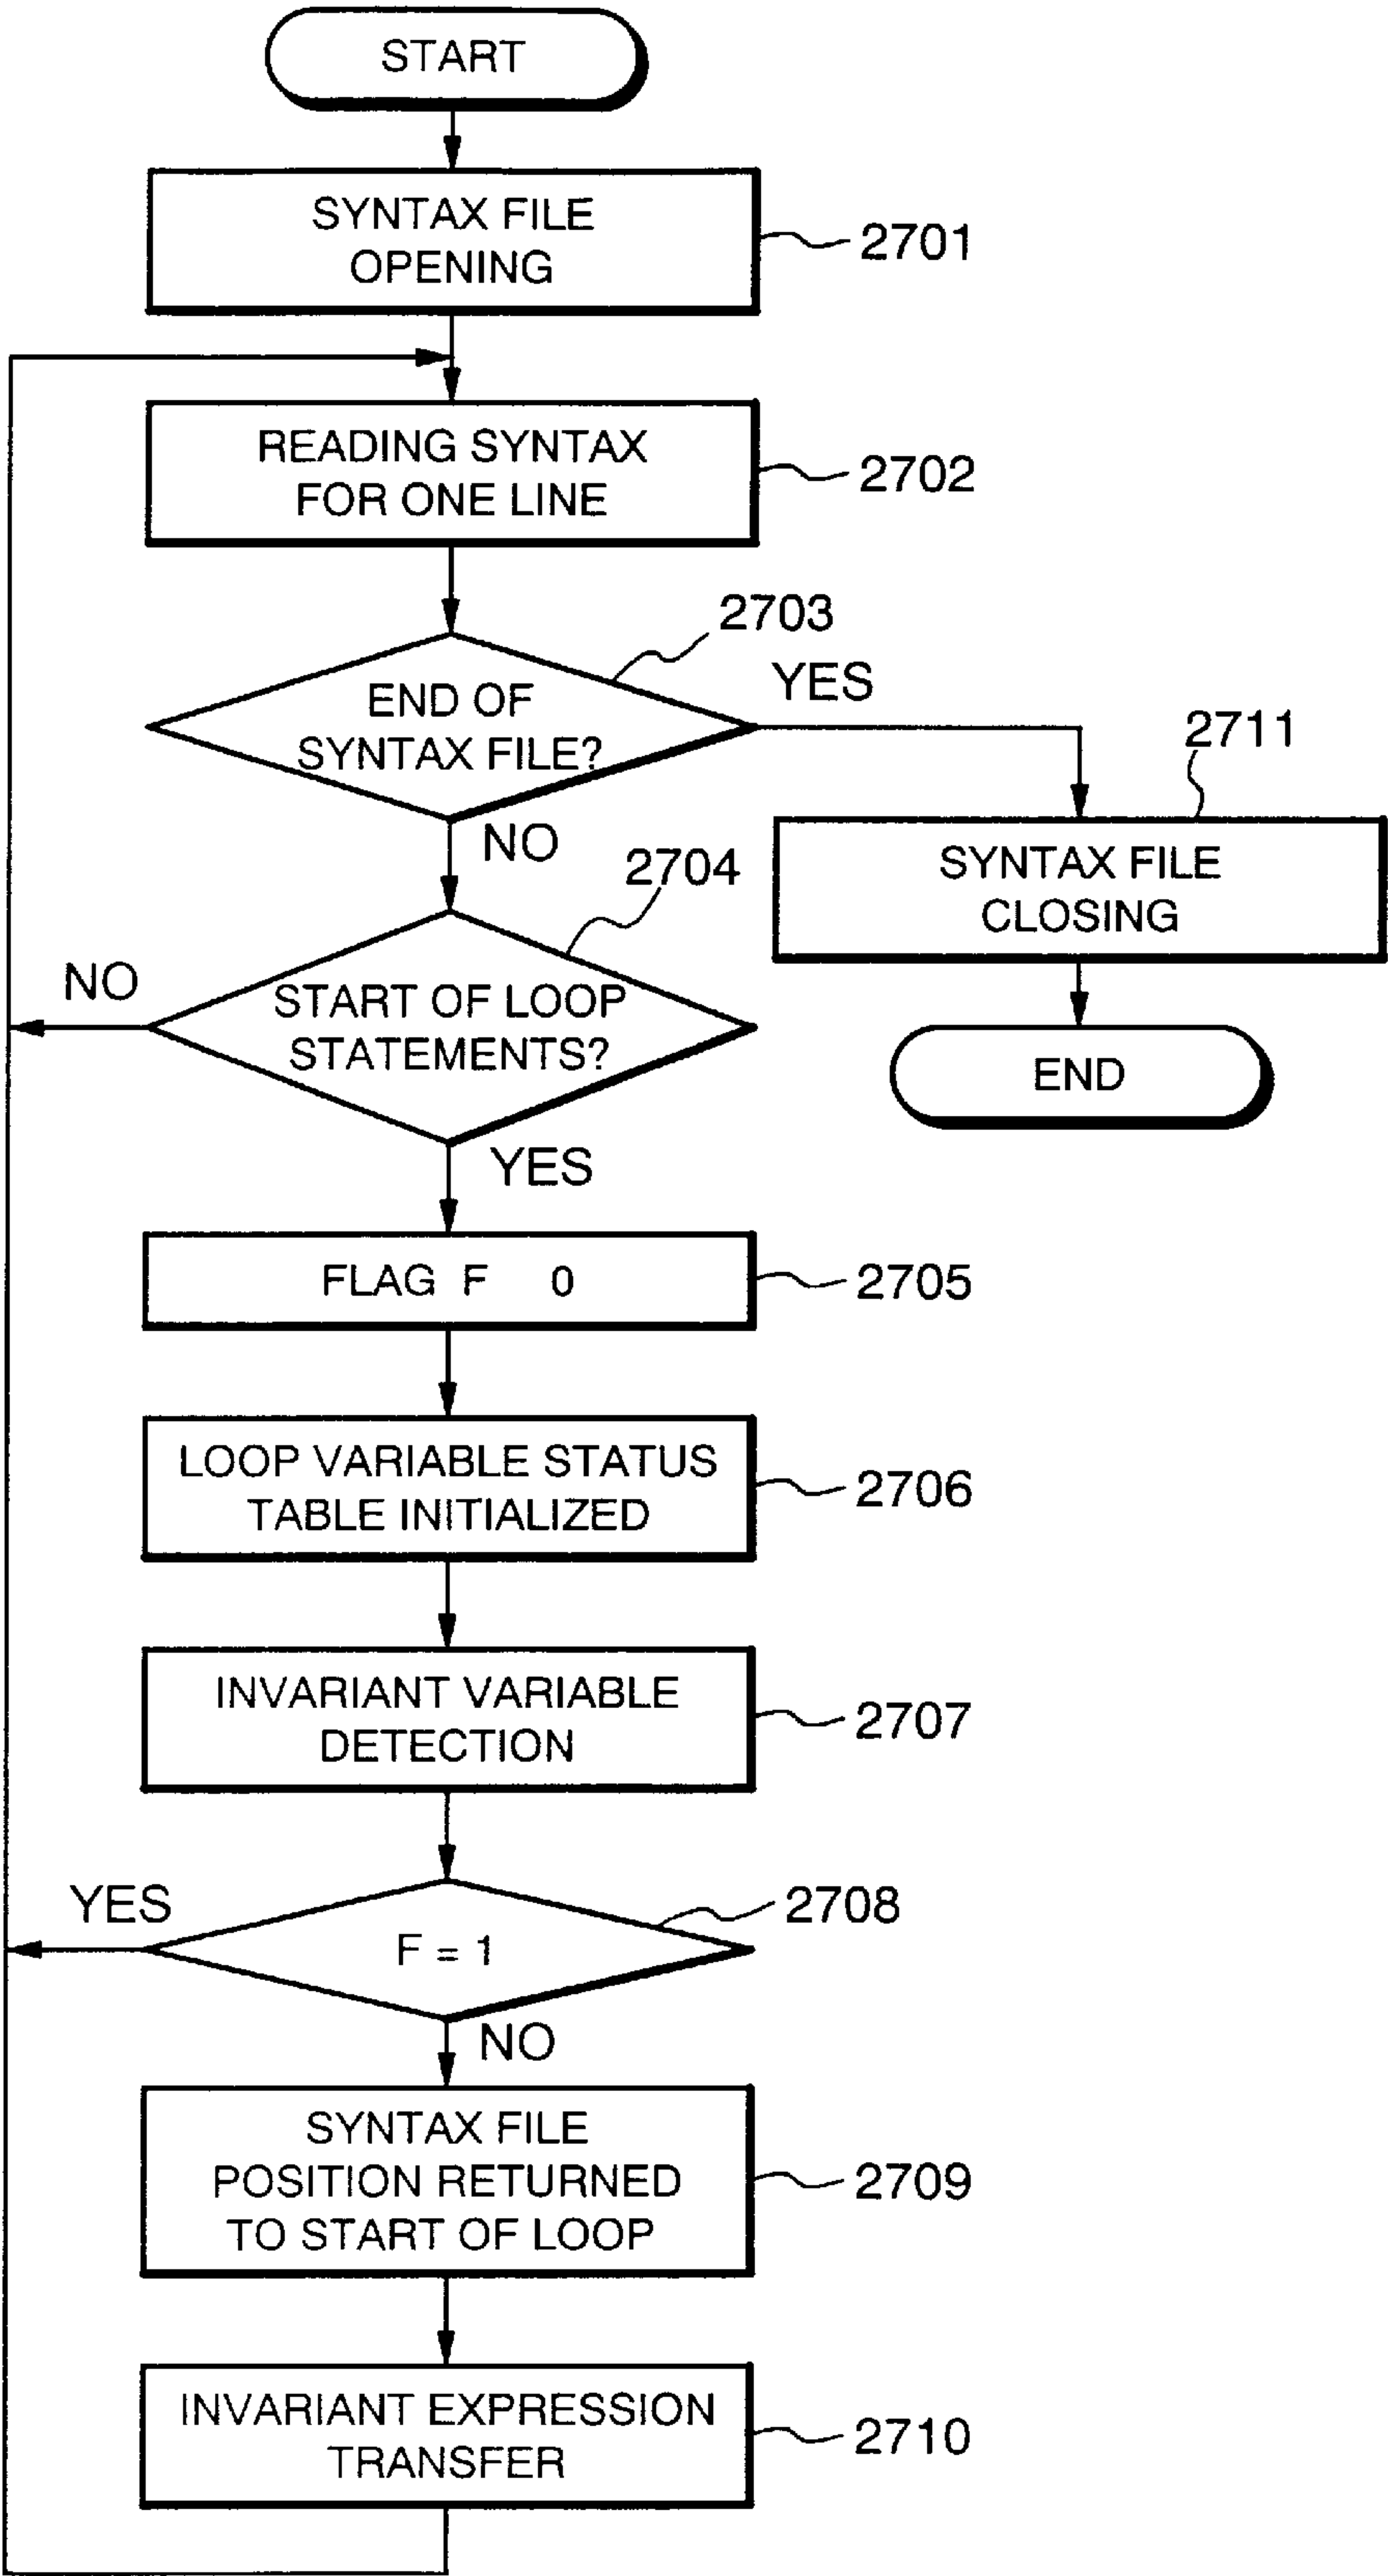 START
SYNTAX FILE
OPENING
2701
READING SYNTAX
FOR ONE LINE
2702
2703
END OF
SYNTAX FILE?
YES
NO
2711
SYNTAX FILE
CLOSING
END
2704
START OF LOOP
STATEMENTS?
NO
YES
FLAG F 0
2705
LOOP VARIABLE STATUS
TABLE INITIALIZED
2706
INVARIANT VARIABLE
DETECTION
2707
YES
F = 1
2708
NO
SYNTAX FILE
POSITION RETURNED
TO START OF LOOP
2709
INVARIANT EXPRESSION
TRANSFER
2710